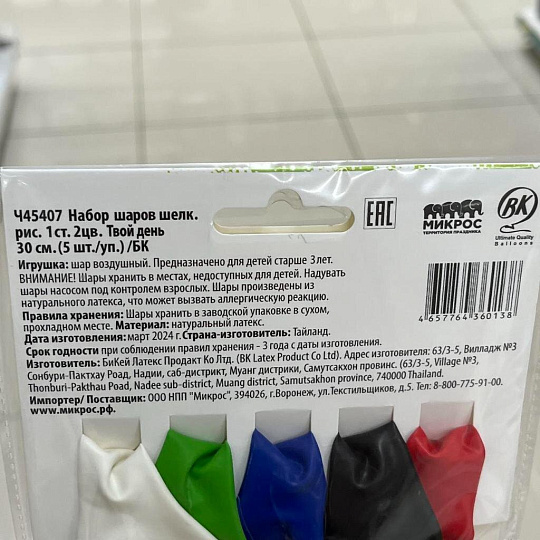 Ч45407 Набор шаров шелк.
рис. 1ст. 2цв. Твой день
30 см. (5 шт./уп.) /БК
EAC
МИКРОС
ТЕРРИТОРИЯ ПРАЗДНИКА
BK
Ultimate Quality
Balloons
Игрушка: шар воздушный. Предназначено для детей старше 3 лет.
ВНИМАНИЕ! Шары хранить в местах, недоступных для детей. Надувать
шары насосом под контролем взрослых. Шары произведены из
натурального латекса, что может вызвать аллергическую реакцию.
Правила хранения: Шары хранить в заводской упаковке в сухом,
прохладном месте. Материал: натуральный латекс.
4657764360138
Дата изготовления: март 2024 г. Страна-изготовитель: Тайланд.
Срок годности при соблюдении правил хранения - 3 года с даты изготовления.
Изготовитель: БиКей Латекс Продакт Ко Лтд. (BK Latex Product Co Ltd). Адрес изготовителя: 63/3-5, Вилладж №3
Сонбури-Пактхау Роад, Надии, саб-дистрикт, Муанг дистрикт, Самутсакхон провинс. (63/3-5, Village №3,
Thonburi-Pakthau Poad, Nadee sub-district, Muang district, Samutsakhon province, 740000 Thailand.
Импортер/ Поставщик: ООО НПП "Микрос", 394026, г.Воронеж, ул.Текстильщиков, д.5. Тел: 8-800-775-91-00.
www.микрос.рф.